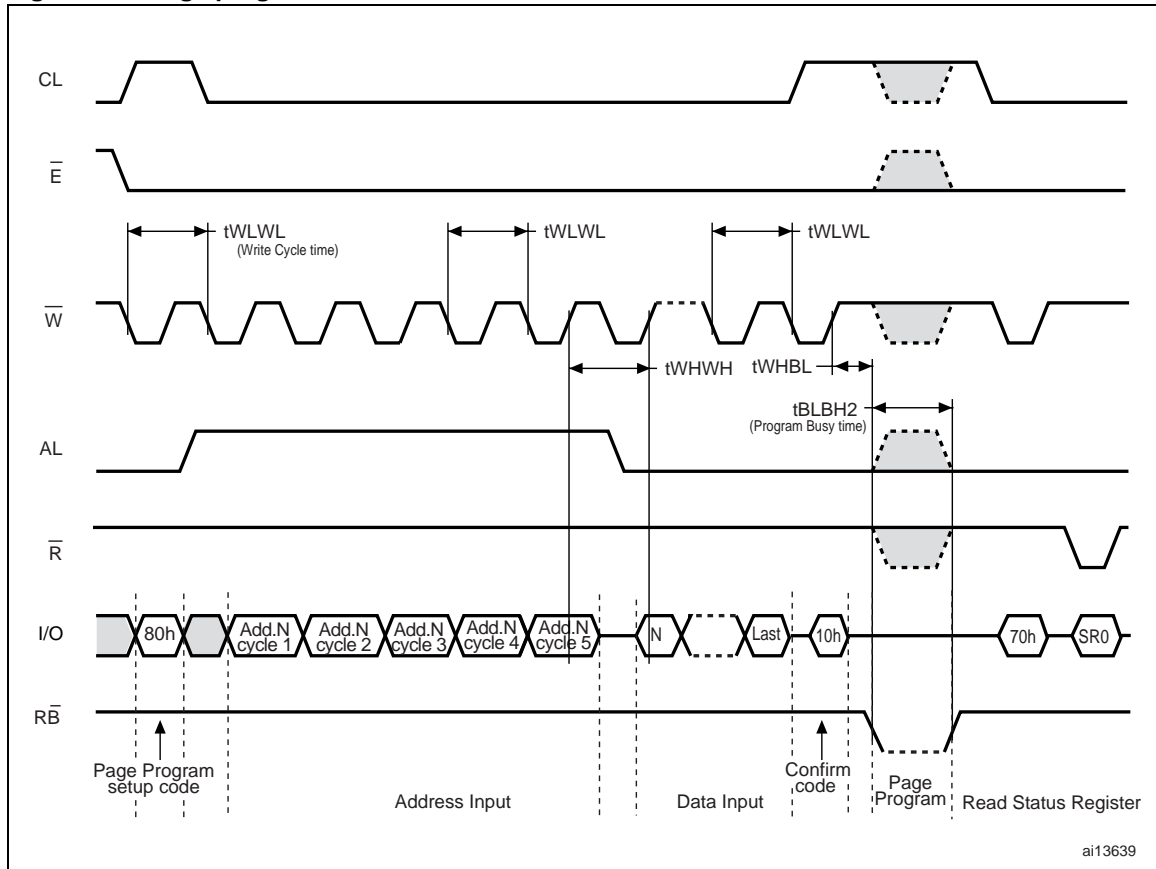 CL
E
tWLWL
(Write Cycle time)
tWLWL
tWLWL
W
tWHWH
tWHBL
tBLBH2
(Program Busy time)
AL
R
I/O
80h
Add.N
cycle 1
Add.N
cycle 2
Add.N
cycle 3
Add.N
cycle 4
Add.N
cycle 5
N
Last
10h
70h
SR0
RB
Page Program
setup code
Address Input
Data Input
Confirm
code
Page
Program
Read Status Register
ai13639